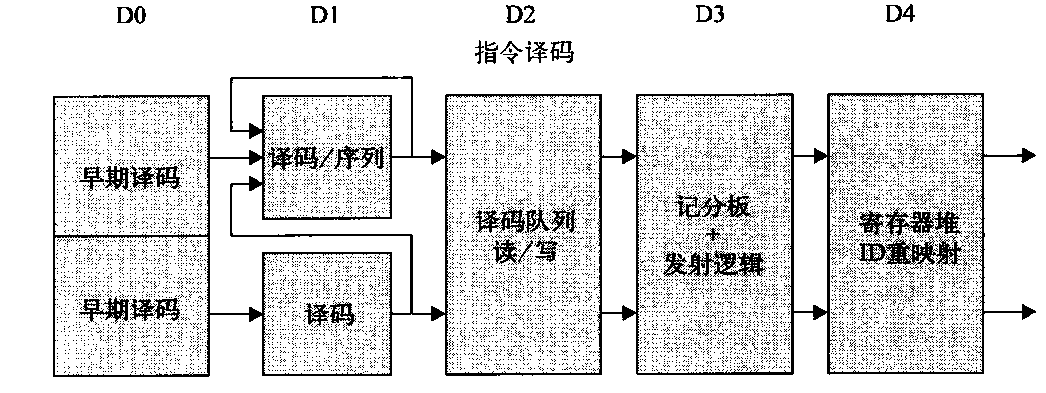 D0 D1 D2 D3 D4
指令译码
早期译码
译码/序列
早期译码
译码
译码队列
读/写
记分板
+
发射逻辑
寄存器堆
ID重映射